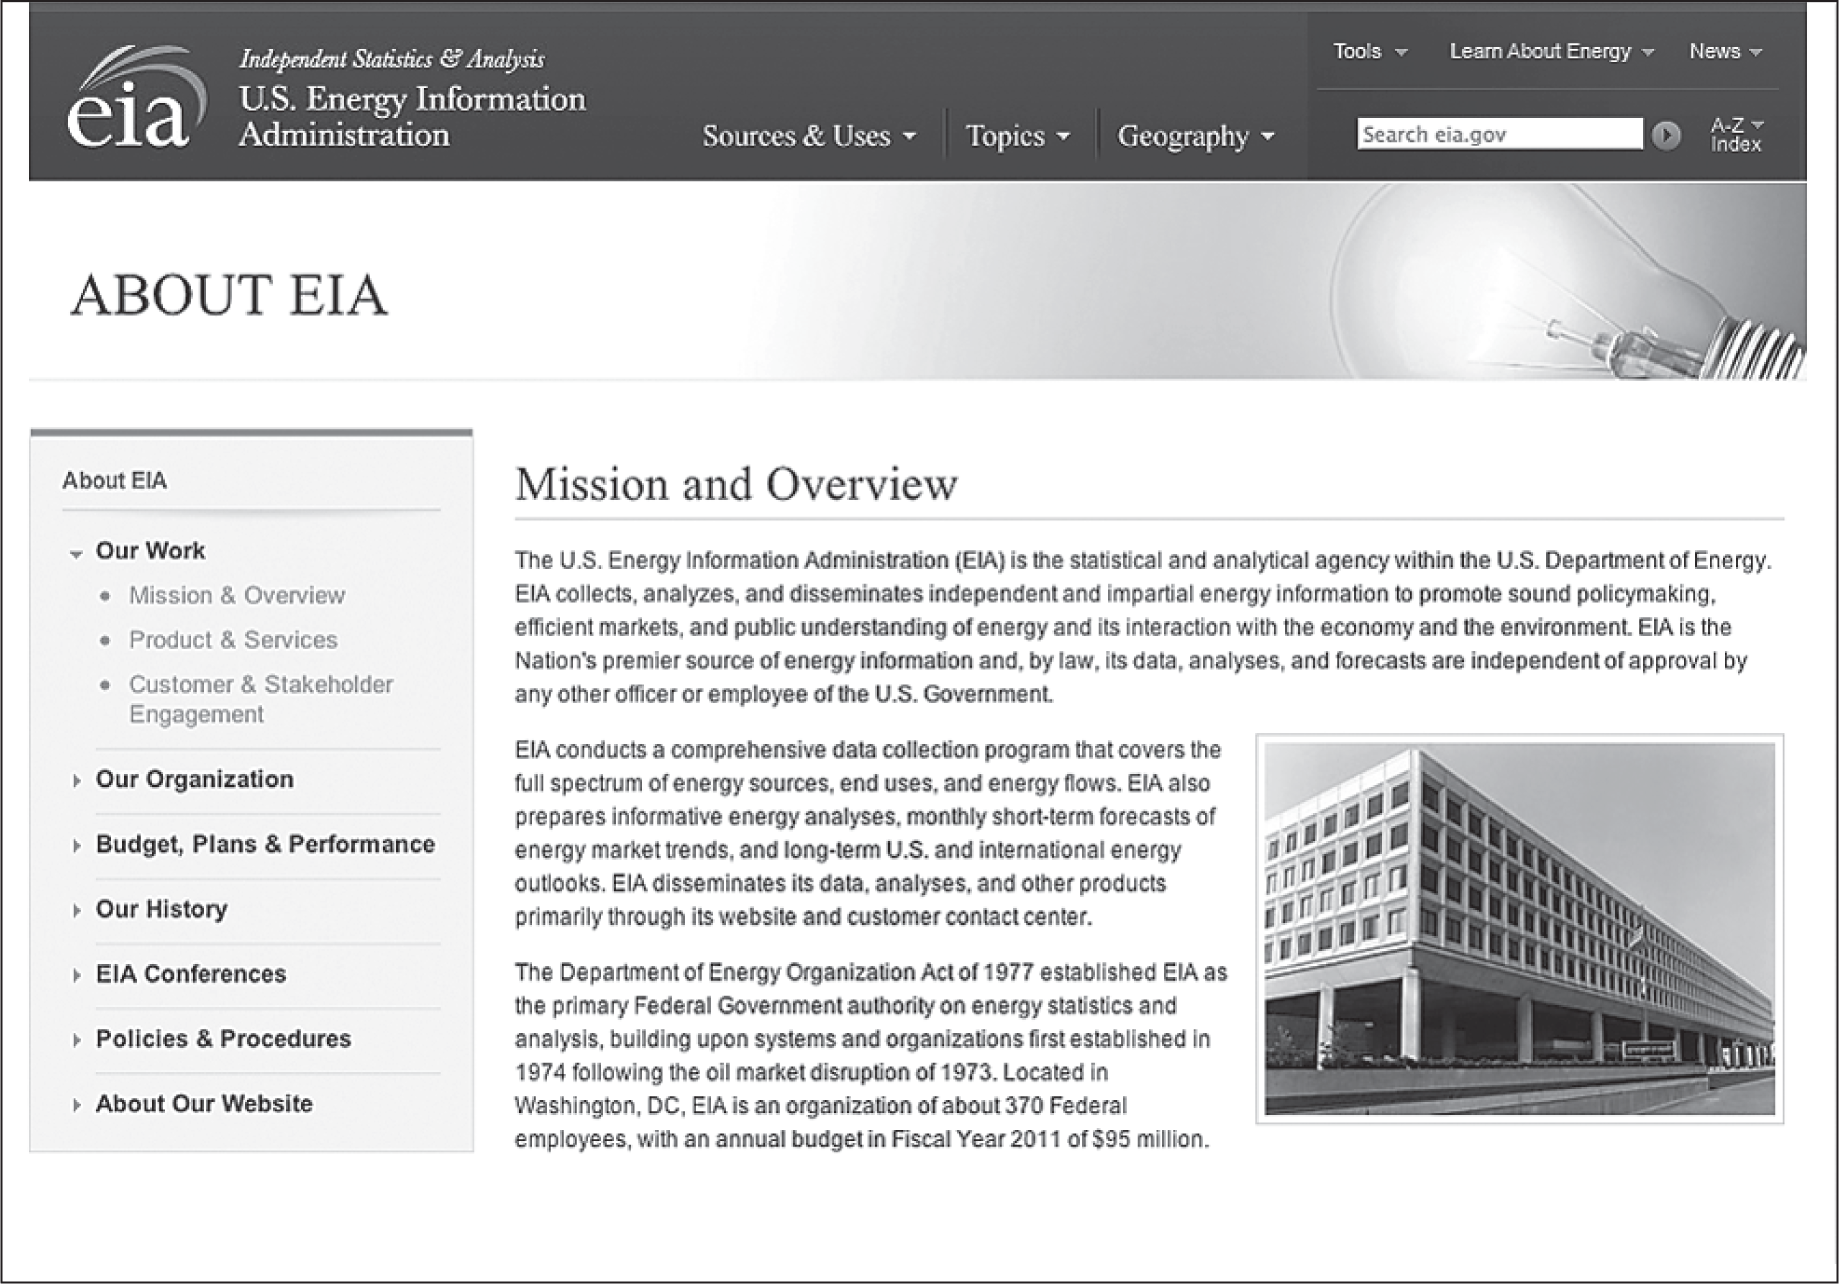 eia
Independent Statistics & Analysis
U.S. Energy Information
Administration
Sources & Uses
Topics
Geography
Tools
Learn About Energy
News
Search eia.gov
A-Z
Index
ABOUT EIA
About EIA
Our Work
Mission & Overview
Product & Services
Customer & Stakeholder
Engagement
Our Organization
Budget, Plans & Performance
Our History
EIA Conferences
Policies & Procedures
About Our Website
Mission and Overview
The U.S. Energy Information Administration (EIA) is the statistical and analytical agency within the U.S. Department of Energy.
EIA collects, analyzes, and disseminates independent and impartial energy information to promote sound policymaking,
efficient markets, and public understanding of energy and its interaction with the economy and the environment. EIA is the
Nation's premier source of energy information and, by law, its data, analyses, and forecasts are independent of approval by
any other officer or employee of the U.S. Government.
EIA conducts a comprehensive data collection program that covers the
full spectrum of energy sources, end uses, and energy flows. EIA also
prepares informative energy analyses, monthly short-term forecasts of
energy market trends, and long-term U.S. and international energy
outlooks. EIA disseminates its data, analyses, and other products
primarily through its website and customer contact center.
The Department of Energy Organization Act of 1977 established EIA as
the primary Federal Government authority on energy statistics and
analysis, building upon systems and organizations first established in
1974 following the oil market disruption of 1973. Located in
Washington, DC, EIA is an organization of about 370 Federal
employees, with an annual budget in Fiscal Year 2011 of $95 million.